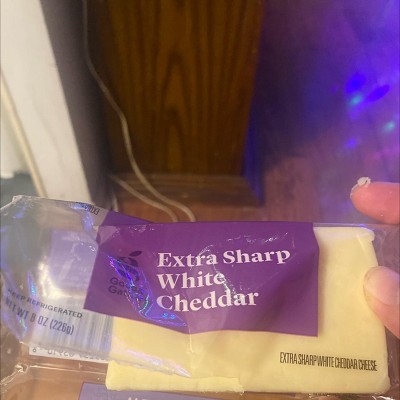 Extra Sharp
White
Cheddar
KEEP REFRIGERATED
NET WT 8 OZ (226g)
EXTRA SHARP WHITE CHEDDAR CHEESE